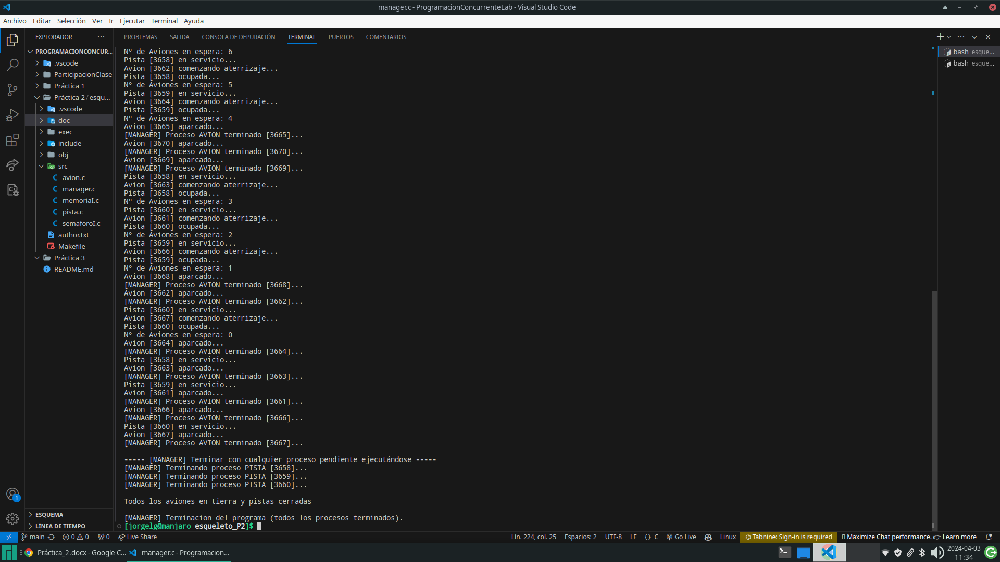 manager.c - ProgramacionConcurrenteLab - Visual Studio Code
Archivo Editar Selección Ver Ir Ejecutar Terminal Ayuda
EXPLORADOR
PROGRAMACIONCONCUR...
.vscode
ParticipacionClase
Práctica 1
Práctica 2 / esqu...
.vscode
doc
exec
include
obj
src
avion.c
manager.c
memoriaI.c
pista.c
semaforoI.c
author.txt
Makefile
Práctica 3
README.md
ESQUEMA
LÍNEA DE TIEMPO
PROBLEMAS SALIDA CONSOLA DE DEPURACIÓN TERMINAL PUERTOS COMENTARIOS
Nº de Aviones en espera: 6
Pista [3658] en servicio...
Avion [3662] comenzando aterrizaje...
Pista [3658] ocupada...
Nº de Aviones en espera: 5
Pista [3659] en servicio...
Avion [3664] comenzando aterrizaje...
Pista [3659] ocupada...
Nº de Aviones en espera: 4
Avion [3665] aparcado...
[MANAGER] Proceso AVION terminado [3665]...
Avion [3670] aparcado...
[MANAGER] Proceso AVION terminado [3670]...
Avion [3669] aparcado...
[MANAGER] Proceso AVION terminado [3669]...
Pista [3658] en servicio...
Avion [3663] comenzando aterrizaje...
Pista [3658] ocupada...
Nº de Aviones en espera: 3
Pista [3660] en servicio...
Avion [3661] comenzando aterrizaje...
Pista [3660] ocupada...
Nº de Aviones en espera: 2
Pista [3659] en servicio...
Avion [3666] comenzando aterrizaje...
Pista [3659] ocupada...
Nº de Aviones en espera: 1
Avion [3668] aparcado...
[MANAGER] Proceso AVION terminado [3668]...
Avion [3662] aparcado...
[MANAGER] Proceso AVION terminado [3662]...
Pista [3660] en servicio...
Avion [3667] comenzando aterrizaje...
Pista [3660] ocupada...
Nº de Aviones en espera: 0
Avion [3664] aparcado...
[MANAGER] Proceso AVION terminado [3664]...
Pista [3658] en servicio...
Avion [3663] aparcado...
[MANAGER] Proceso AVION terminado [3663]...
Pista [3659] en servicio...
Avion [3661] aparcado...
[MANAGER] Proceso AVION terminado [3661]...
Avion [3666] aparcado...
[MANAGER] Proceso AVION terminado [3666]...
Pista [3660] en servicio...
Avion [3667] aparcado...
[MANAGER] Proceso AVION terminado [3667]...
----- [MANAGER] Terminar con cualquier proceso pendiente ejecutándose -----
[MANAGER] Terminando proceso PISTA [3658]...
[MANAGER] Terminando proceso PISTA [3659]...
[MANAGER] Terminando proceso PISTA [3660]...
Todos los aviones en tierra y pistas cerradas
[MANAGER] Terminacion del programa (todos los procesos terminados).
[jorgelg@manjaro esqueleto_P2]$
bash esque...
bash esque...
1
main 0 0 0 Live Share Lín. 224, col. 25 Espacios: 2 UTF-8 LF {} C Go Live Linux Tabnine: Sign-in is required Maximize Chat performance. Learn more
Práctica_2.docx - Google C... manager.c - Programacion... 2024-04-03
11:34